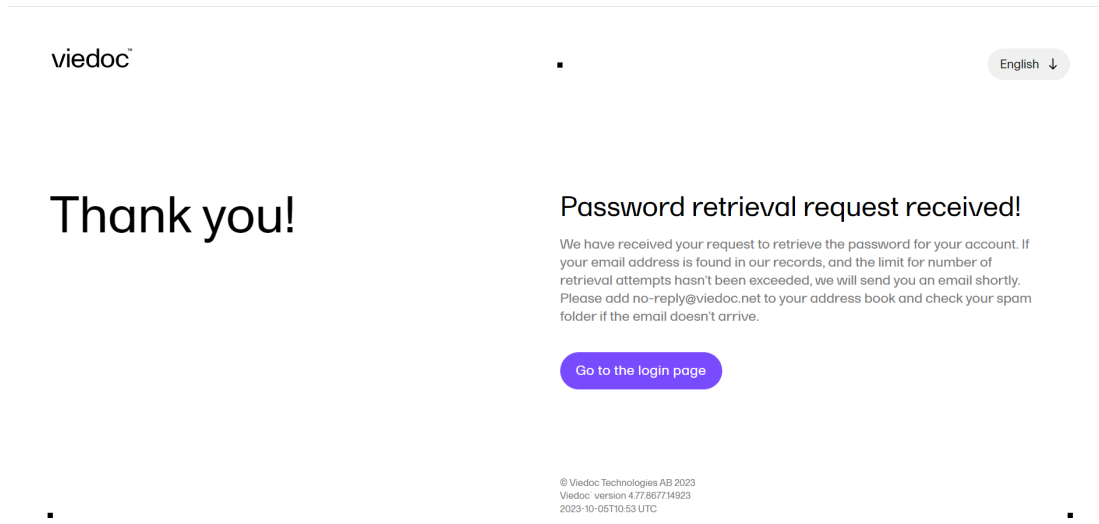 viedoc™
English ↓
Thank you!
Password retrieval request received!
We have received your request to retrieve the password for your account. If
your email address is found in our records, and the limit for number of
retrieval attempts hasn't been exceeded, we will send you an email shortly.
Please add no-reply@viedoc.net to your address book and check your spam
folder if the email doesn't arrive.
Go to the login page
© Viedoc Technologies AB 2023
Viedoc™ version 4.77.8677.14923
2023-10-05T10:53 UTC